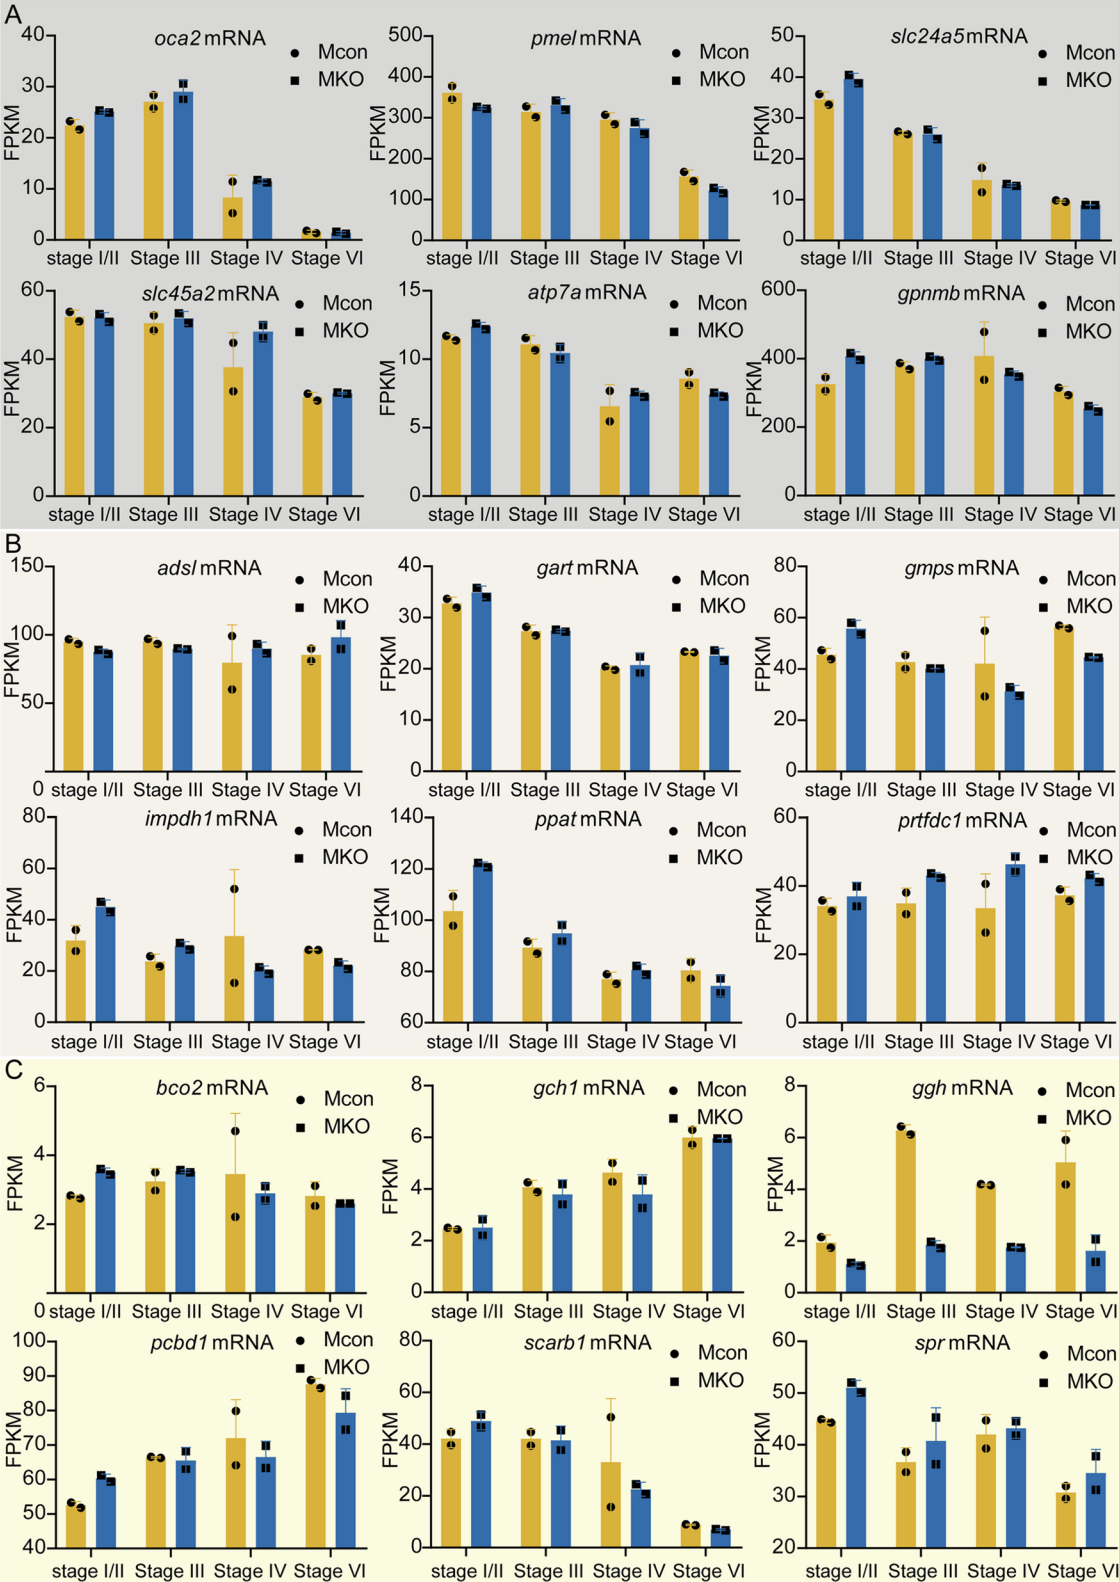 A
oca2 mRNA
Mcon
MKO
FPKM
40
30
20
10
0
stage I/II Stage III Stage IV Stage VI
pmel mRNA
Mcon
MKO
FPKM
500
400
300
200
100
0
stage I/II Stage III Stage IV Stage VI
slc24a5 mRNA
Mcon
MKO
FPKM
50
40
30
20
10
0
stage I/II Stage III Stage IV Stage VI
slc45a2 mRNA
Mcon
MKO
FPKM
60
40
20
0
stage I/II Stage III Stage IV Stage VI
atp7a mRNA
Mcon
MKO
FPKM
15
10
5
0
stage I/II Stage III Stage IV Stage VI
gpnmb mRNA
Mcon
MKO
FPKM
600
400
200
0
stage I/II Stage III Stage IV Stage VI
B
adsl mRNA
Mcon
MKO
FPKM
150
100
50
0
stage I/II Stage III Stage IV Stage VI
gart mRNA
Mcon
MKO
FPKM
40
30
20
10
0
stage I/II Stage III Stage IV Stage VI
gmps mRNA
Mcon
MKO
FPKM
80
60
40
20
0
stage I/II Stage III Stage IV Stage VI
impdh1 mRNA
Mcon
MKO
FPKM
80
60
40
20
0
stage I/II Stage III Stage IV Stage VI
ppat mRNA
Mcon
MKO
FPKM
140
120
100
80
60
stage I/II Stage III Stage IV Stage VI
prtfdc1 mRNA
Mcon
MKO
FPKM
60
40
20
0
stage I/II Stage III Stage IV Stage VI
C
bco2 mRNA
Mcon
MKO
FPKM
6
4
2
0
stage I/II Stage III Stage IV Stage VI
gch1 mRNA
Mcon
MKO
FPKM
8
6
4
2
0
stage I/II Stage III Stage IV Stage VI
ggh mRNA
Mcon
MKO
FPKM
8
6
4
2
0
stage I/II Stage III Stage IV Stage VI
pcbd1 mRNA
Mcon
MKO
FPKM
100
90
80
70
60
50
40
stage I/II Stage III Stage IV Stage VI
scarb1 mRNA
Mcon
MKO
FPKM
80
60
40
20
0
stage I/II Stage III Stage IV Stage VI
spr mRNA
Mcon
MKO
FPKM
60
50
40
30
20
stage I/II Stage III Stage IV Stage VI